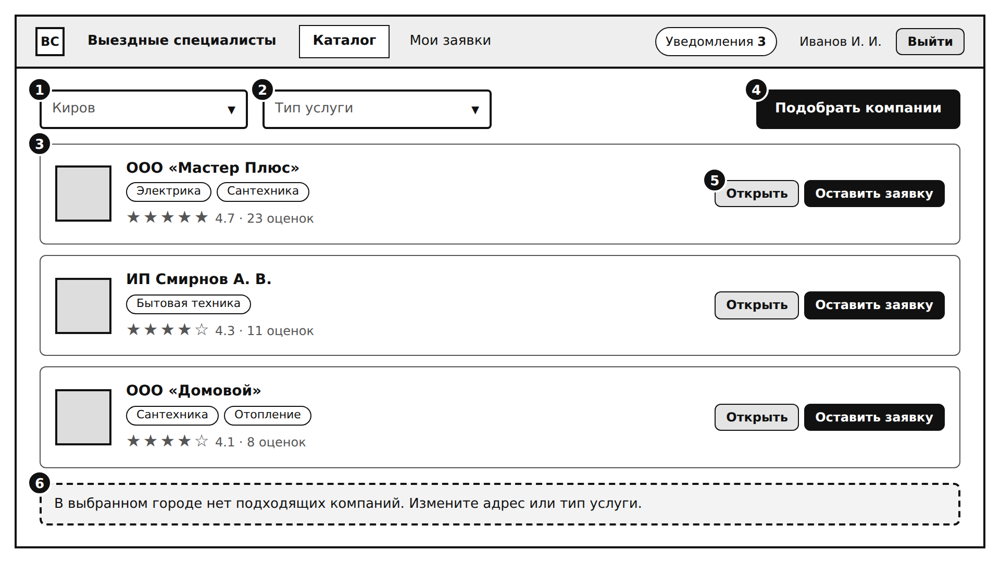 ВС Выездные специалисты Каталог Мои заявки Уведомления 3 Иванов И. И. Выйти
1 2 4
Киров ▼ Тип услуги ▼ Подобрать компании
3
ООО «Мастер Плюс»
Электрика Сантехника
5
Открыть Оставить заявку
★★★★★ 4.7 · 23 оценок
ИП Смирнов А. В.
Бытовая техника
Открыть Оставить заявку
★★★★☆ 4.3 · 11 оценок
ООО «Домовой»
Сантехника Отопление
Открыть Оставить заявку
★★★★☆ 4.1 · 8 оценок
6
В выбранном городе нет подходящих компаний. Измените адрес или тип услуги.